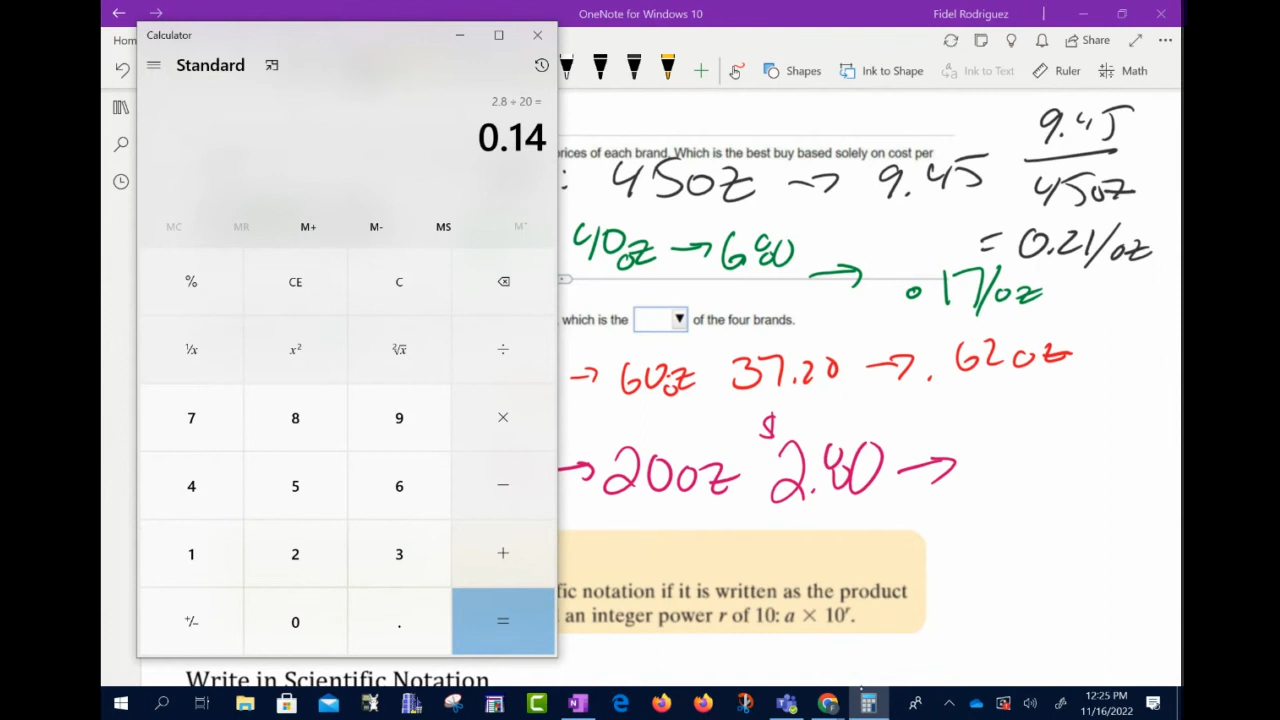 OneNote for Windows 10
Fidel Rodriguez
Hom
Share
Shapes
Ink to Shape
Ink to Text
Ruler
Math
Calculator
Standard
2.8 ÷ 20 =
0.14
MC MR M+ M- MS M˅
% CE C
¹/x x² ²√x ÷
7 8 9 ×
4 5 6 −
1 2 3 +
+/− 0 . =
rices of each brand. Which is the best buy based solely on cost per
: 45oz → 9.45
9.45
45oz
= 0.21/oz
40oz → 6.80 → .17/oz
which is the of the four brands.
→ 60oz 37.20 → .62oz
→ 20oz $2.80 →
fic notation if it is written as the product
an integer power r of 10: a × 10ʳ.
Write in Scientific Notation
12:25 PM
11/16/2022